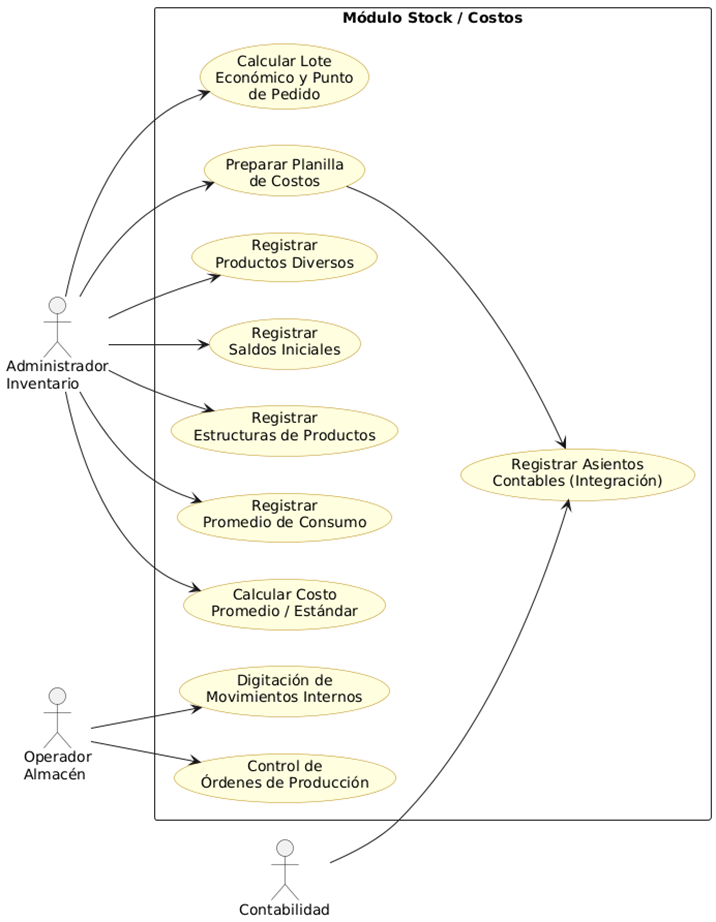 Módulo Stock / Costos
Calcular Lote
Económico y Punto
de Pedido
Preparar Planilla
de Costos
Registrar
Productos Diversos
Registrar
Saldos Iniciales
Administrador
Inventario
Registrar
Estructuras de Productos
Registrar Asientos
Contables (Integración)
Registrar
Promedio de Consumo
Calcular Costo
Promedio / Estándar
Digitación de
Movimientos Internos
Operador
Almacén
Control de
Órdenes de Producción
Contabilidad